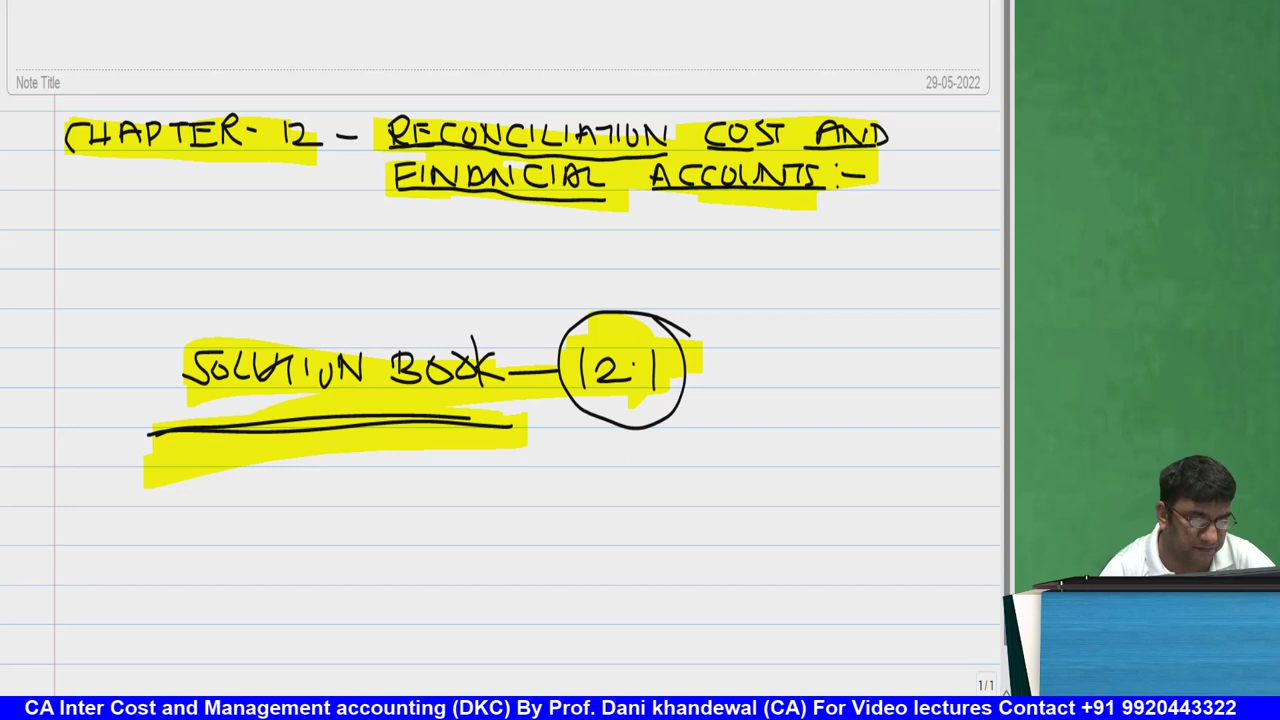 Note Title
29-05-2022
CHAPTER- 12 - RECONCILIATION COST AND
FINANCIAL ACCOUNTS :-
SOLUTION BOOK - 12.1
1/1
CA Inter Cost and Management accounting (DKC) By Prof. Dani khandewal (CA) For Video lectures Contact +91 9920443322